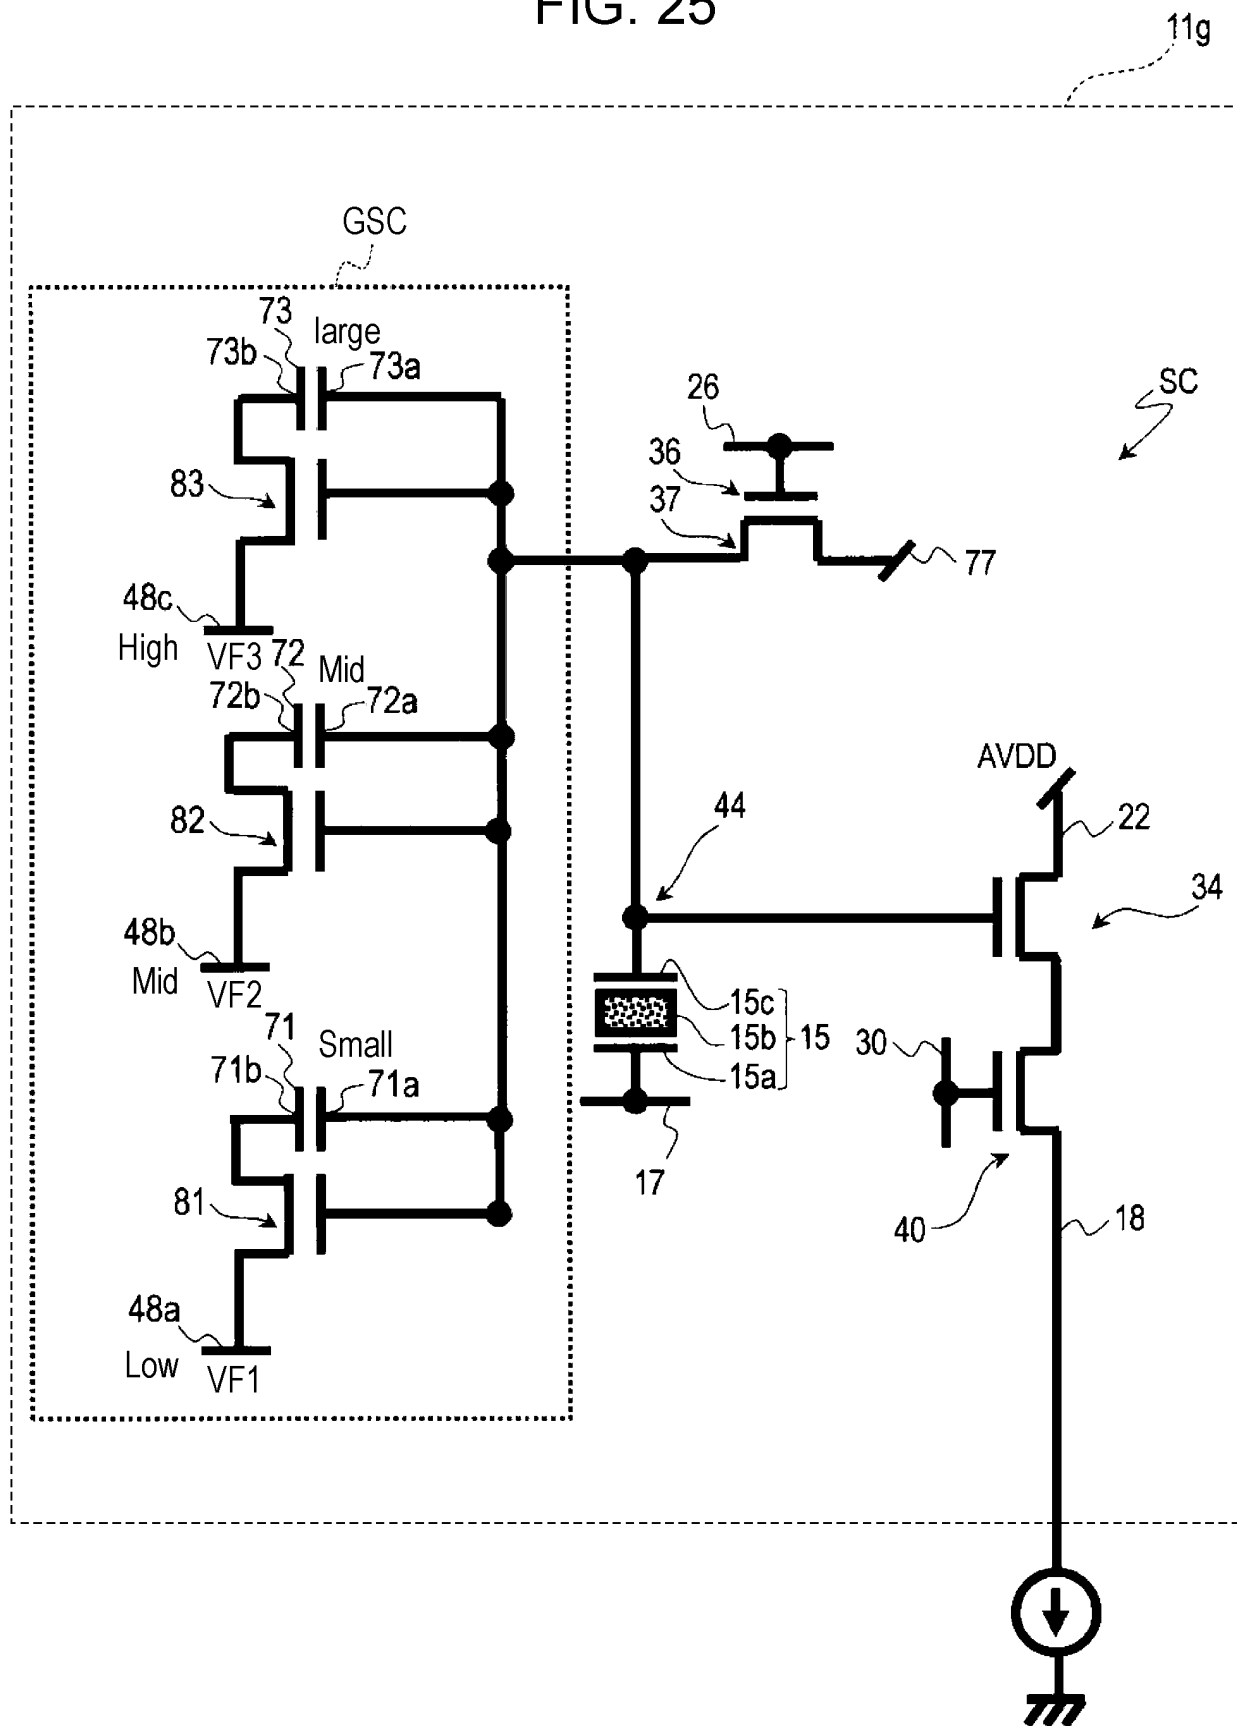 FIG. 25
11g
GSC
73
large
73b
73a
SC
26
36
83
37
77
48c
High
VF3
72
Mid
72b
72a
AVDD
44
22
82
34
48b
Mid
VF2
15c
71
Small
15b
15
30
71b
71a
15a
17
81
18
40
48a
Low
VF1